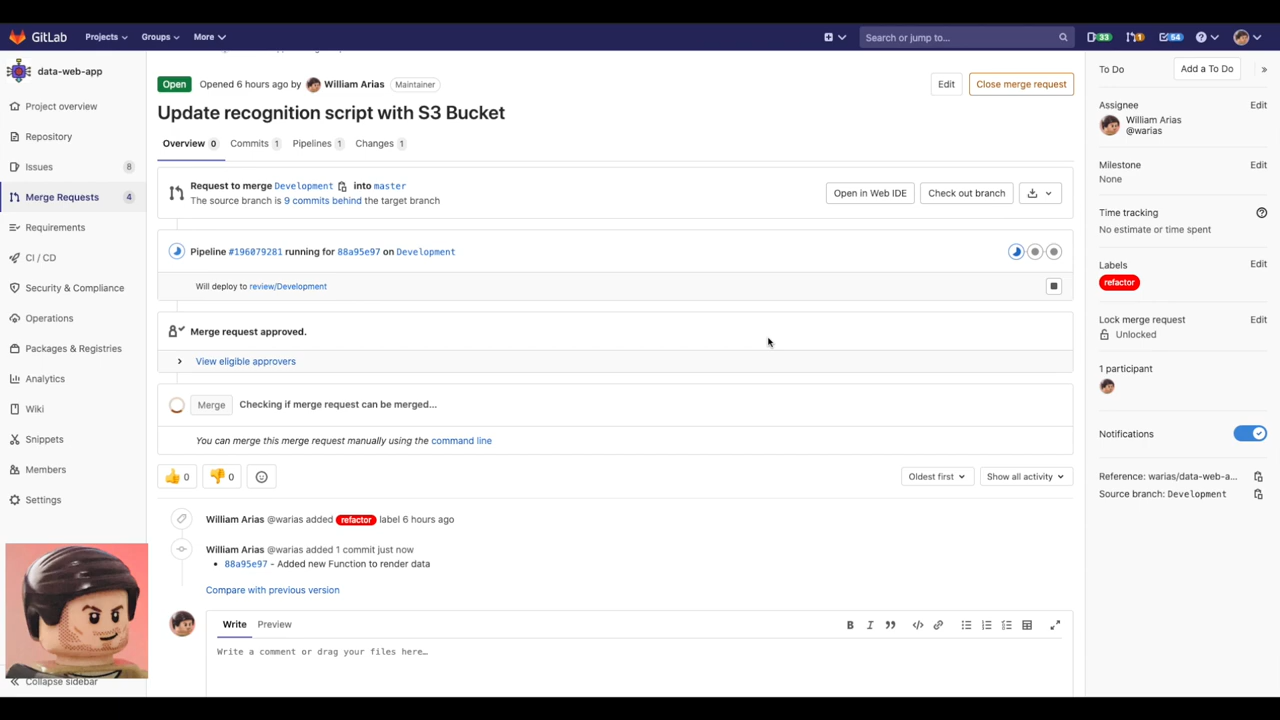 GitLab Projects Groups More Search or jump to... 33 1 54
data-web-app
Project overview
Repository
Issues 8
Merge Requests 4
Requirements
CI / CD
Security & Compliance
Operations
Packages & Registries
Analytics
Wiki
Snippets
Members
Settings
Collapse sidebar
Open Opened 6 hours ago by William Arias Maintainer Edit Close merge request
Update recognition script with S3 Bucket
Overview 0 Commits 1 Pipelines 1 Changes 1
Request to merge Development into master
The source branch is 9 commits behind the target branch
Open in Web IDE Check out branch
Pipeline #196079281 running for 88a95e97 on Development
Will deploy to review/Development
Merge request approved.
View eligible approvers
Merge Checking if merge request can be merged...
You can merge this merge request manually using the command line
👍 0 👎 0 Oldest first Show all activity
William Arias @warias added refactor label 6 hours ago
William Arias @warias added 1 commit just now
88a95e97 - Added new Function to render data
Compare with previous version
Write Preview
Write a comment or drag your files here…
To Do Add a To Do
Assignee Edit
William Arias
@warias
Milestone Edit
None
Time tracking
No estimate or time spent
Labels Edit
refactor
Lock merge request Edit
Unlocked
1 participant
Notifications
Reference: warias/data-web-a...
Source branch: Development